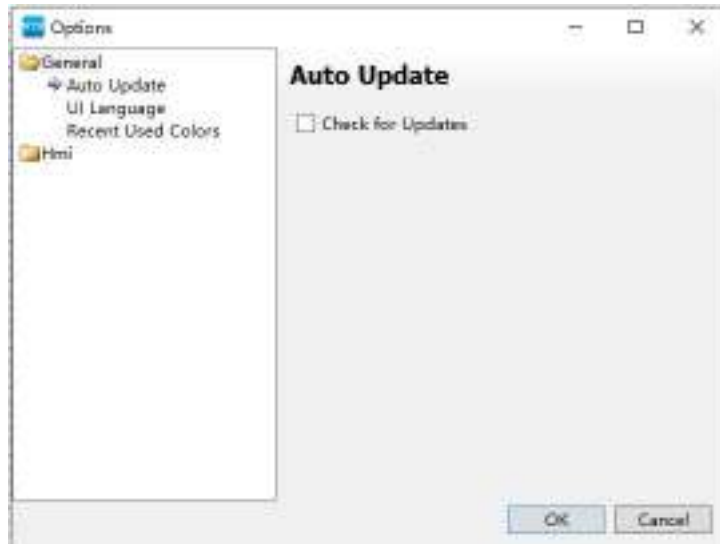 Options
General
Auto Update
UI Language
Recent Used Colors
Hmi
Auto Update
Check for Updates
OK
Cancel